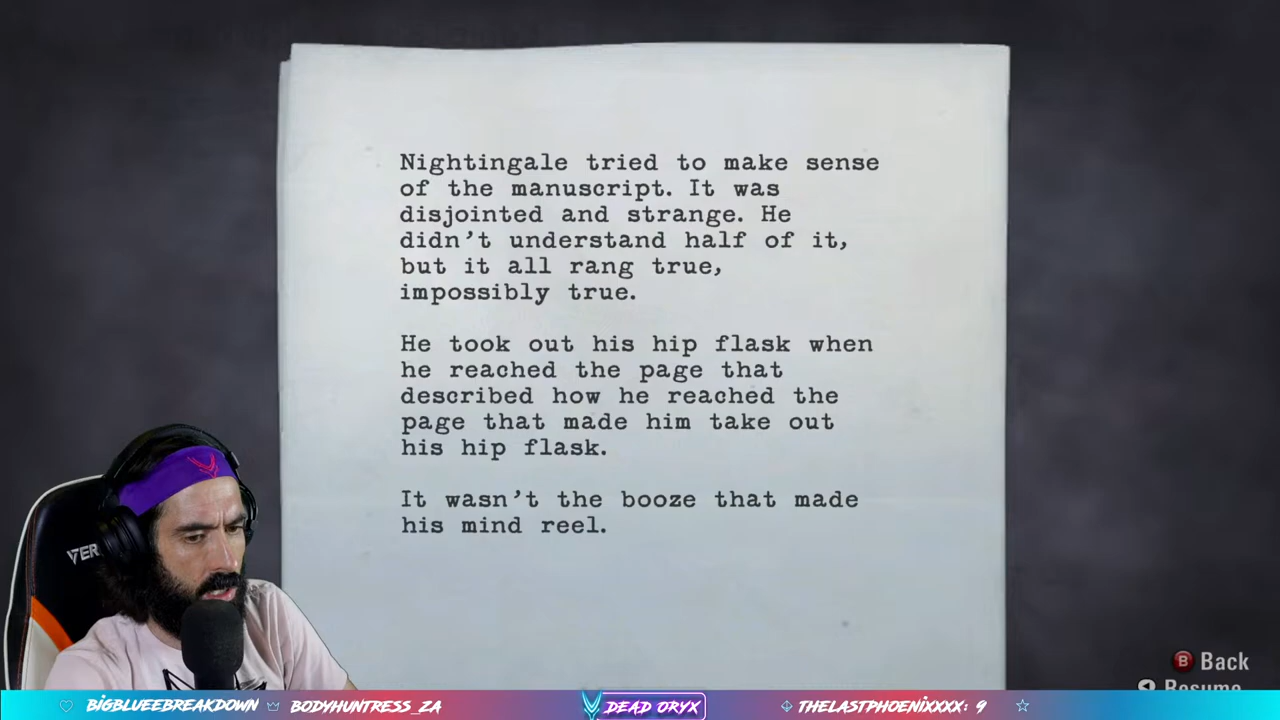 Nightingale tried to make sense
of the manuscript. It was
disjointed and strange. He
didn't understand half of it,
but it all rang true,
impossibly true.
He took out his hip flask when
he reached the page that
described how he reached the
page that made him take out
his hip flask.
It wasn't the booze that made
his mind reel.
VER
B Back
Resume
BIGBLUEEBREAKDOWN
BODYHUNTRESS_ZA
DEAD ORYX
THELASTPHOENIXXXX: 9